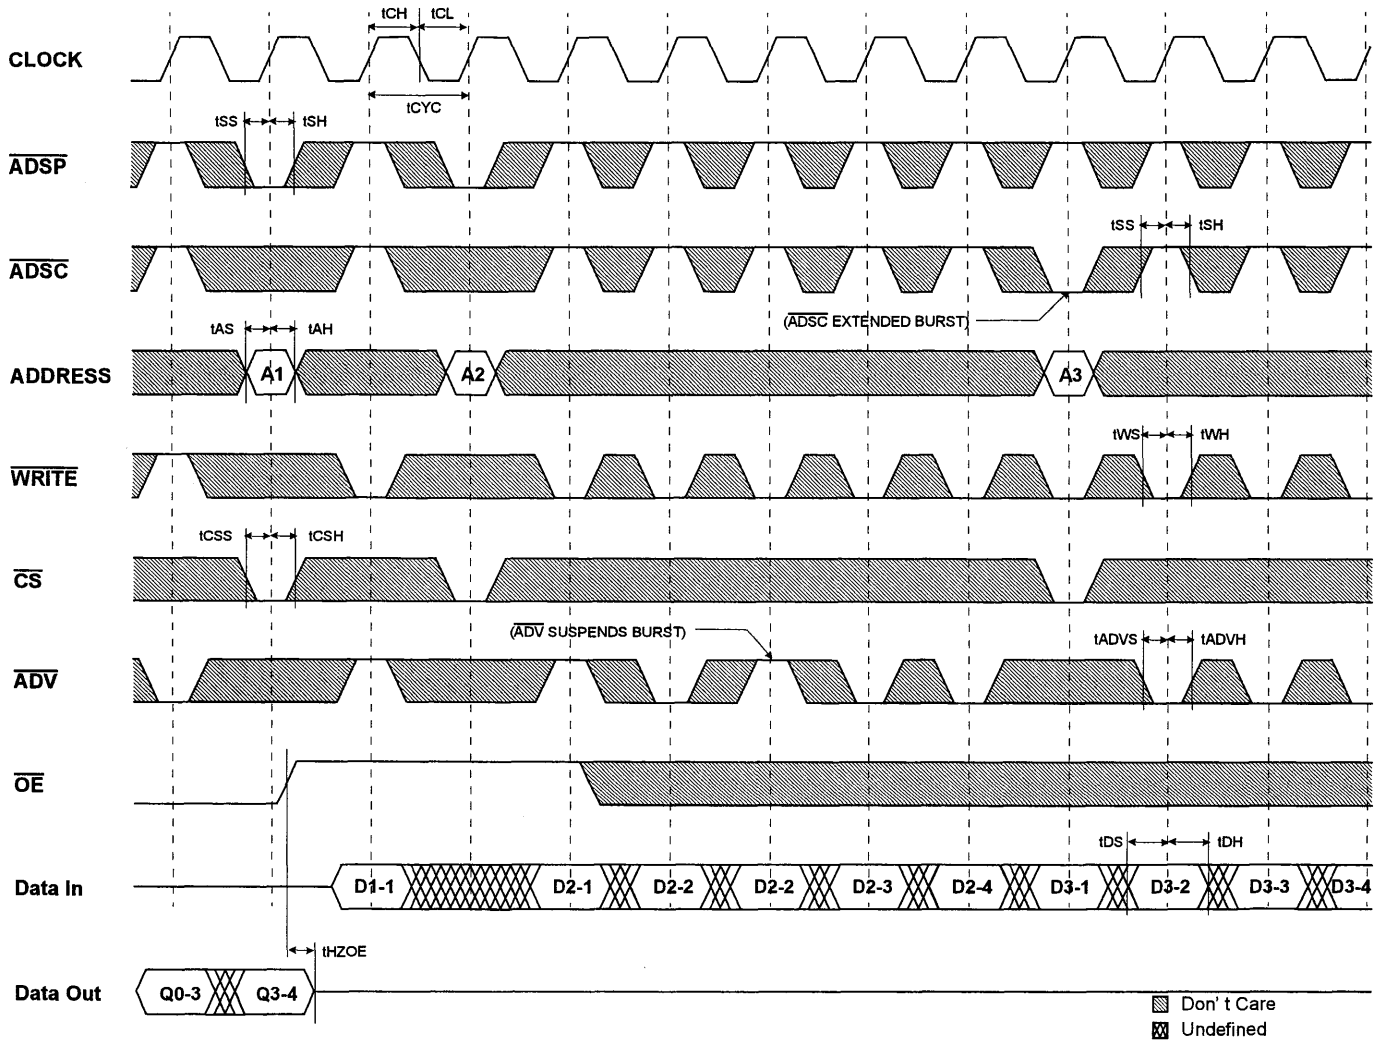 tCH tCL
CLOCK
tCYC
tSS tSH
ADSP
tSS tSH
ADSC
(ADSC EXTENDED BURST)
tAS tAH
ADDRESS A1 A2 A3
tWS tWH
WRITE
tCSS tCSH
CS
(ADV SUSPENDS BURST)
tADVS tADVH
ADV
OE
tDS tDH
Data In D1-1 D2-1 D2-2 D2-2 D2-3 D2-4 D3-1 D3-2 D3-3 D3-4
tHZOE
Data Out Q0-3 Q3-4
Don' t Care
Undefined